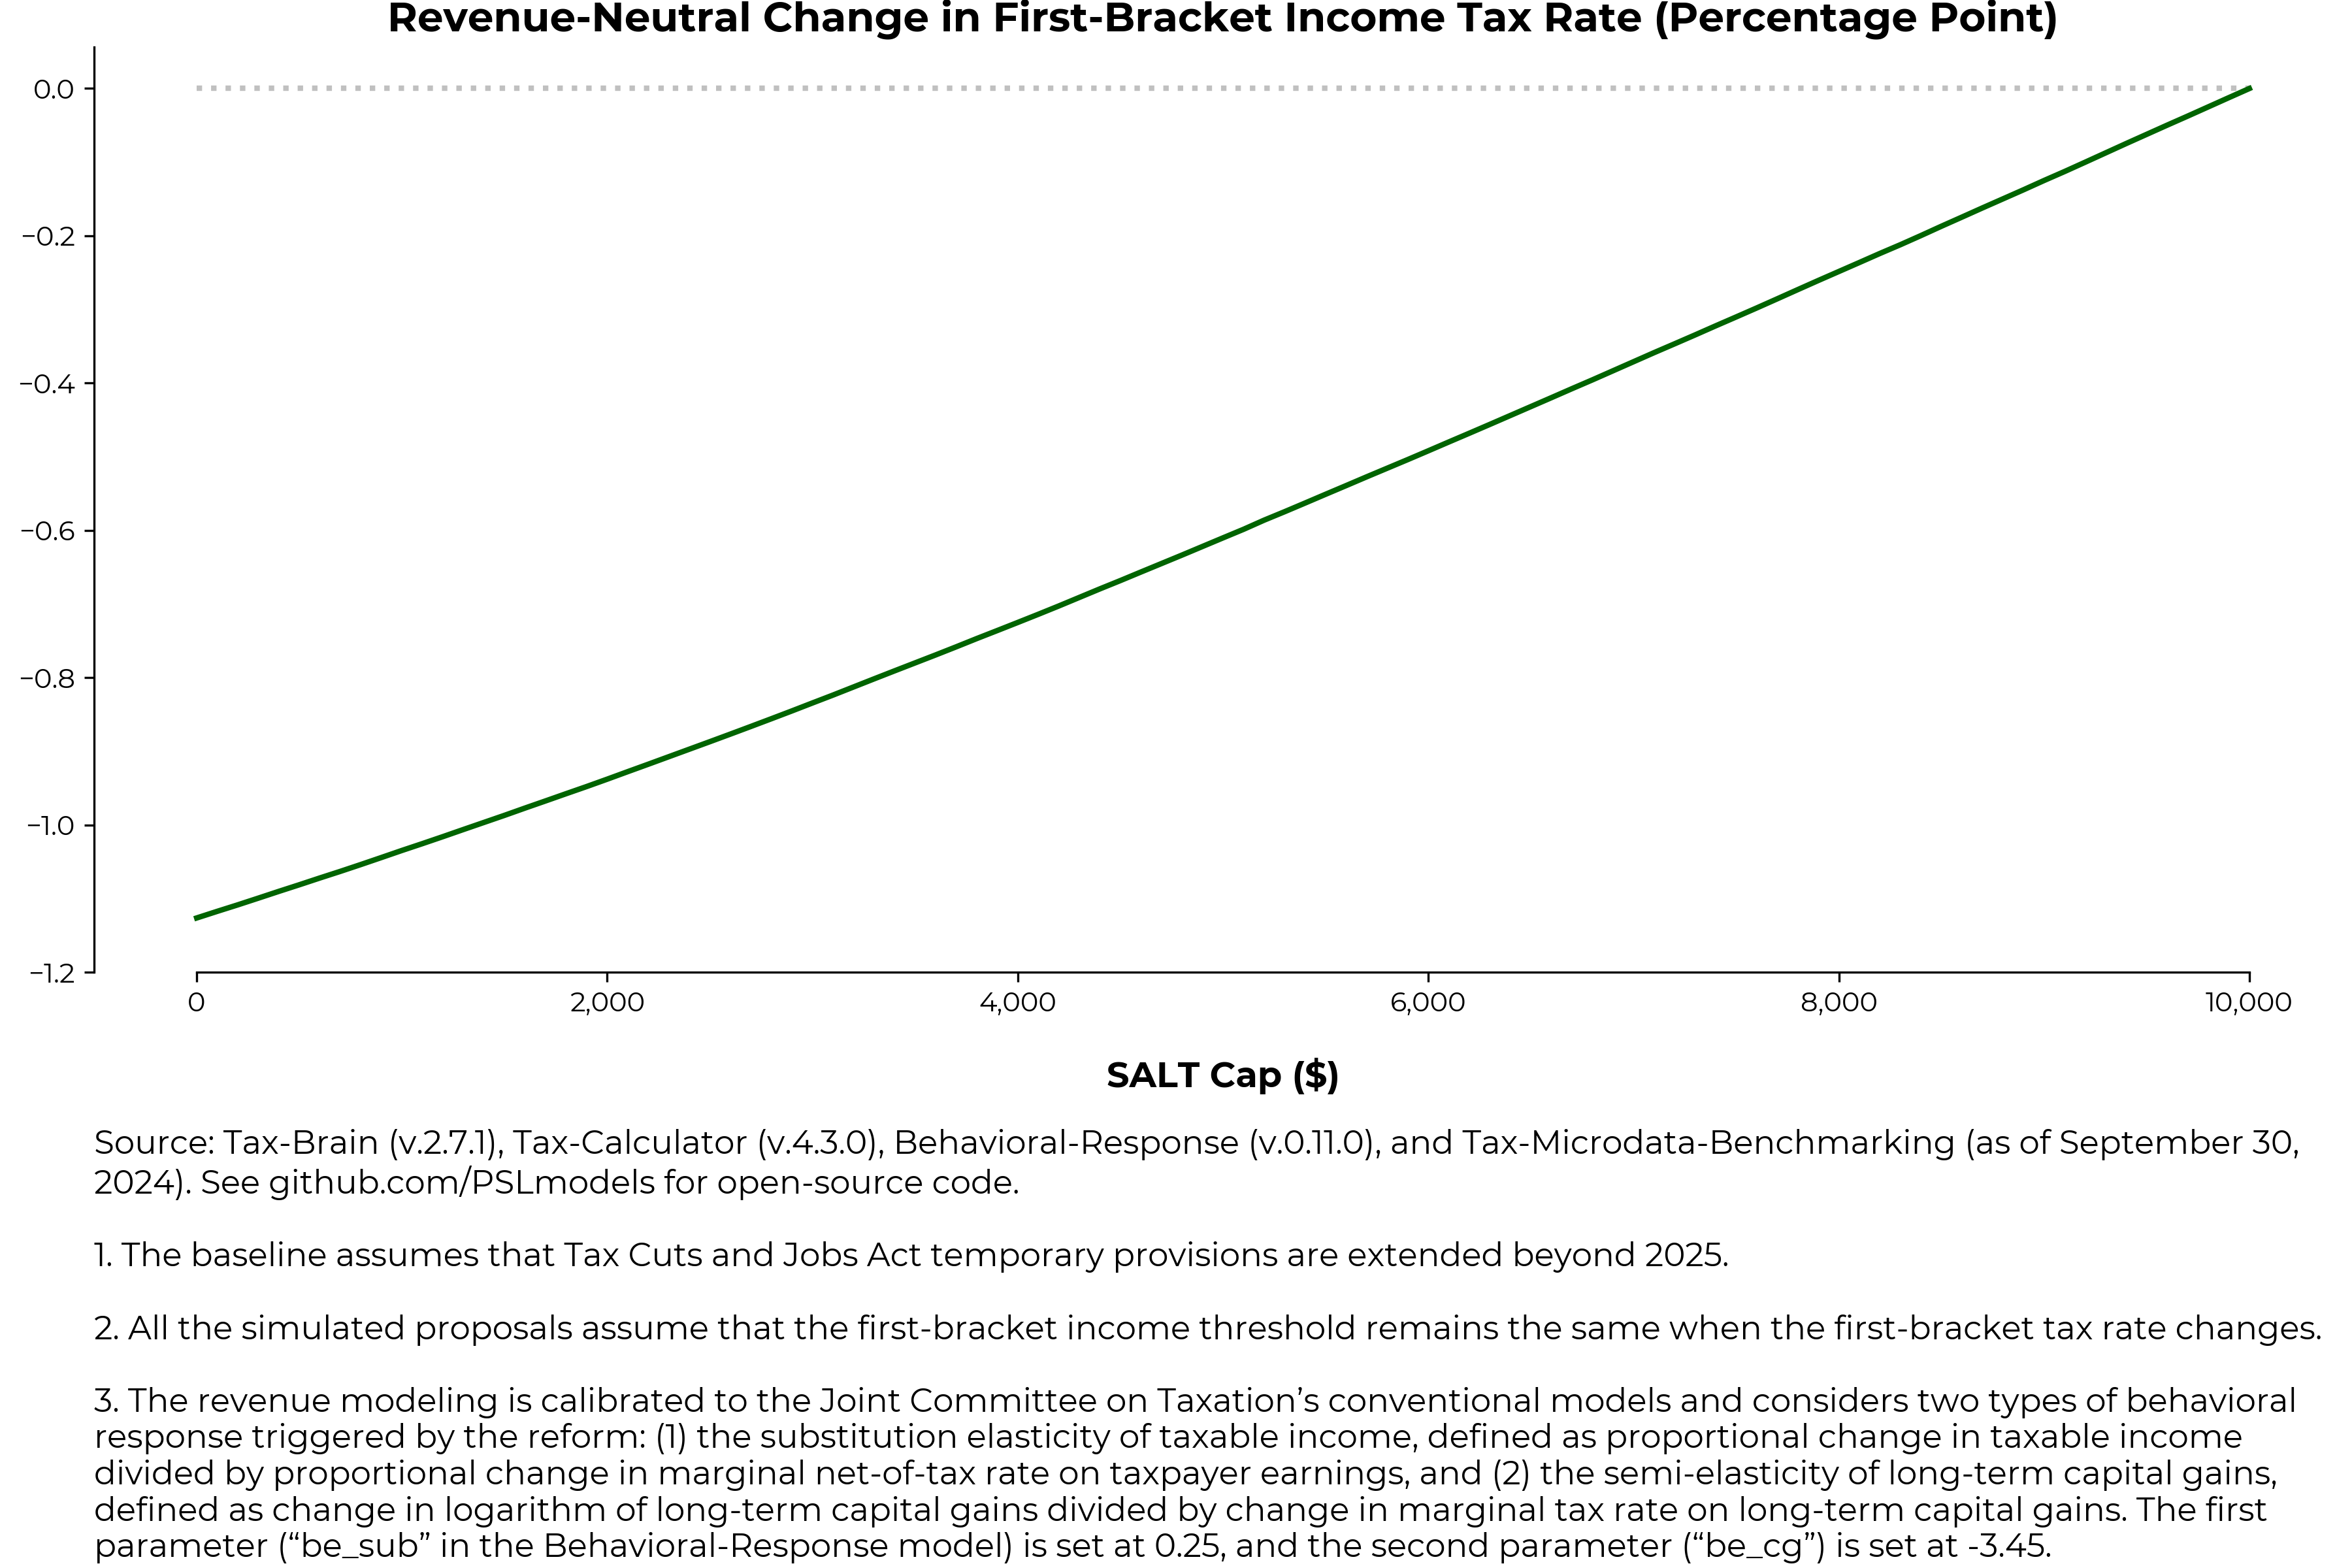 Revenue-Neutral Change in First-Bracket Income Tax Rate (Percentage Point)
0.0
−0.2
−0.4
−0.6
−0.8
−1.0
−1.2
0
2,000
4,000
6,000
8,000
10,000
SALT Cap ($)
Source: Tax-Brain (v.2.7.1), Tax-Calculator (v.4.3.0), Behavioral-Response (v.0.11.0), and Tax-Microdata-Benchmarking (as of September 30,
2024). See github.com/PSLmodels for open-source code.
1. The baseline assumes that Tax Cuts and Jobs Act temporary provisions are extended beyond 2025.
2. All the simulated proposals assume that the first-bracket income threshold remains the same when the first-bracket tax rate changes.
3. The revenue modeling is calibrated to the Joint Committee on Taxation’s conventional models and considers two types of behavioral
response triggered by the reform: (1) the substitution elasticity of taxable income, defined as proportional change in taxable income
divided by proportional change in marginal net-of-tax rate on taxpayer earnings, and (2) the semi-elasticity of long-term capital gains,
defined as change in logarithm of long-term capital gains divided by change in marginal tax rate on long-term capital gains. The first
parameter (“be_sub” in the Behavioral-Response model) is set at 0.25, and the second parameter (“be_cg”) is set at -3.45.